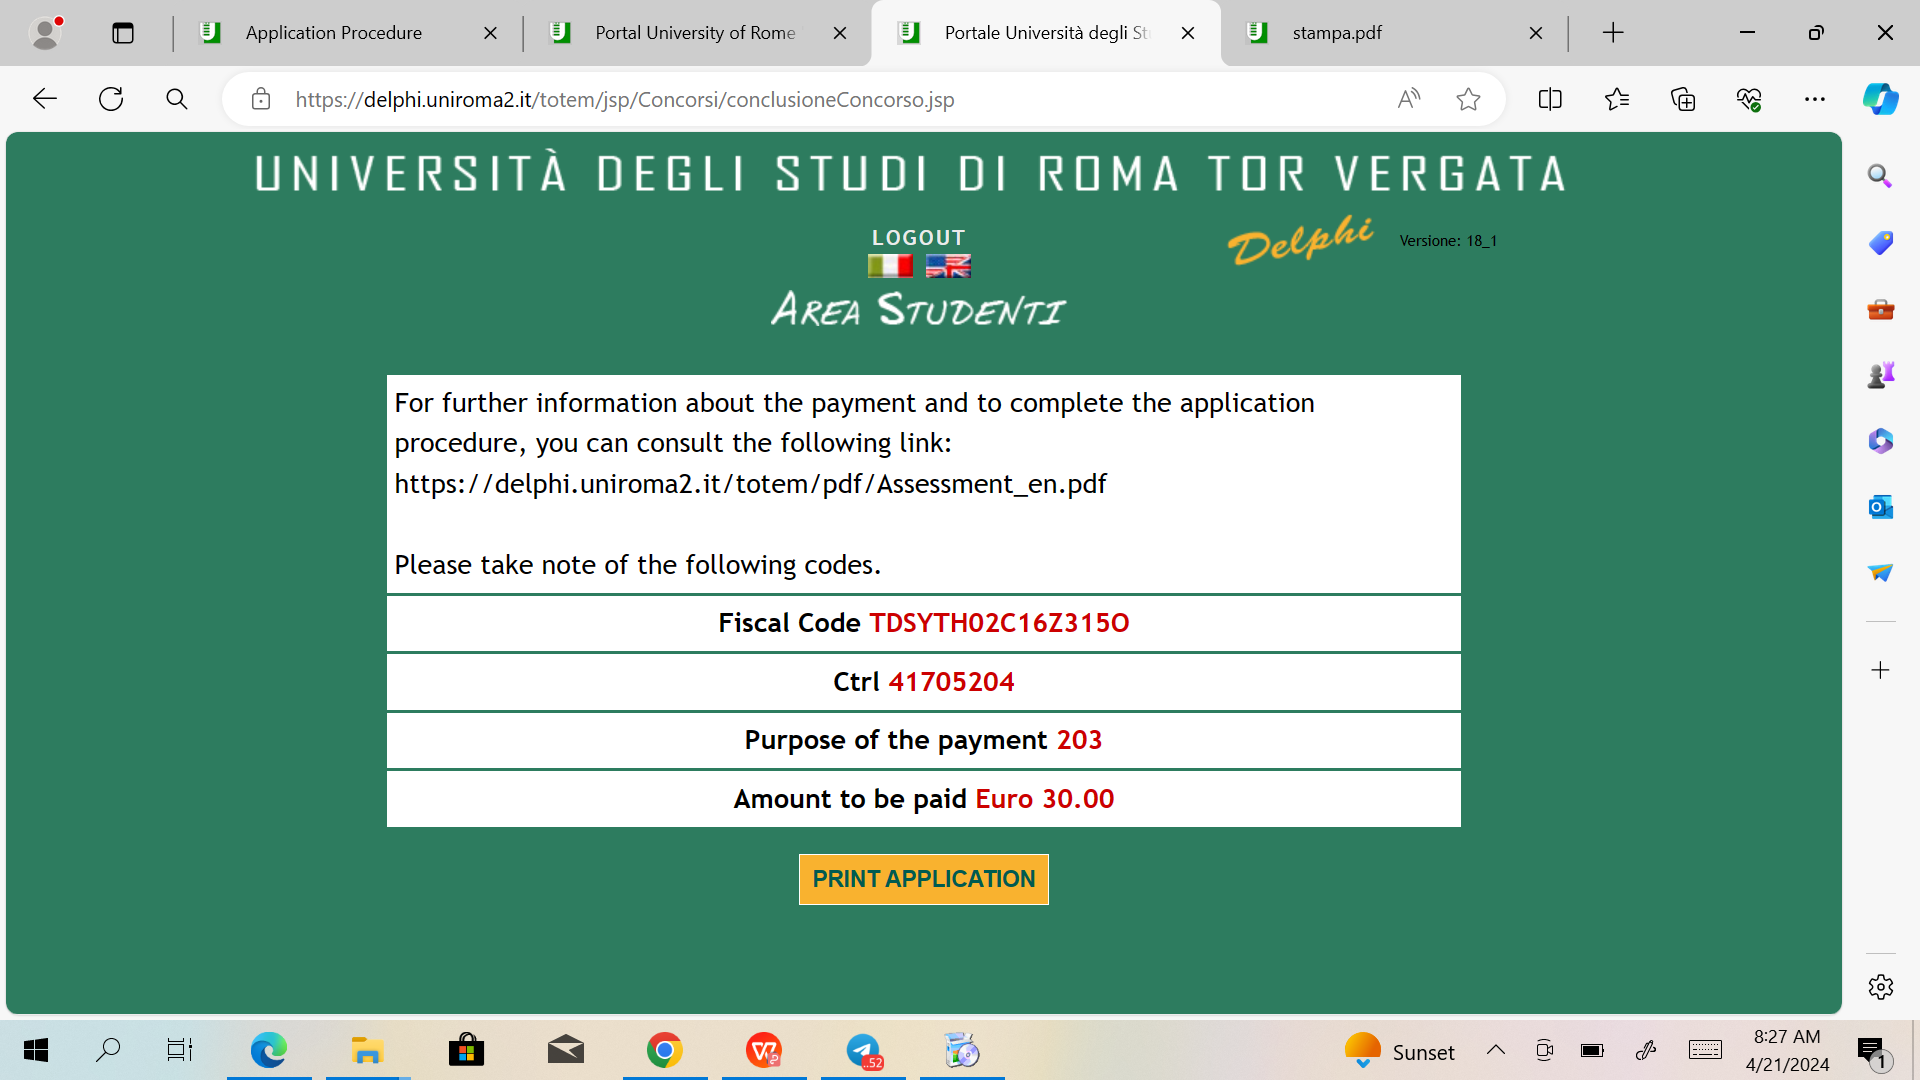 Application Procedure
Portal University of Rome
Portale Università degli St
stampa.pdf
https://delphi.uniroma2.it/totem/jsp/Concorsi/conclusioneConcorso.jsp
UNIVERSITÀ DEGLI STUDI DI ROMA TOR VERGATA
LOGOUT
Delphi
Versione: 18_1
AREA STUDENTI
For further information about the payment and to complete the application
procedure, you can consult the following link:
https://delphi.uniroma2.it/totem/pdf/Assessment_en.pdf
Please take note of the following codes.
Fiscal Code TDSYTH02C16Z315O
Ctrl 41705204
Purpose of the payment 203
Amount to be paid Euro 30.00
PRINT APPLICATION
..52
Sunset
8:27 AM
4/21/2024
1